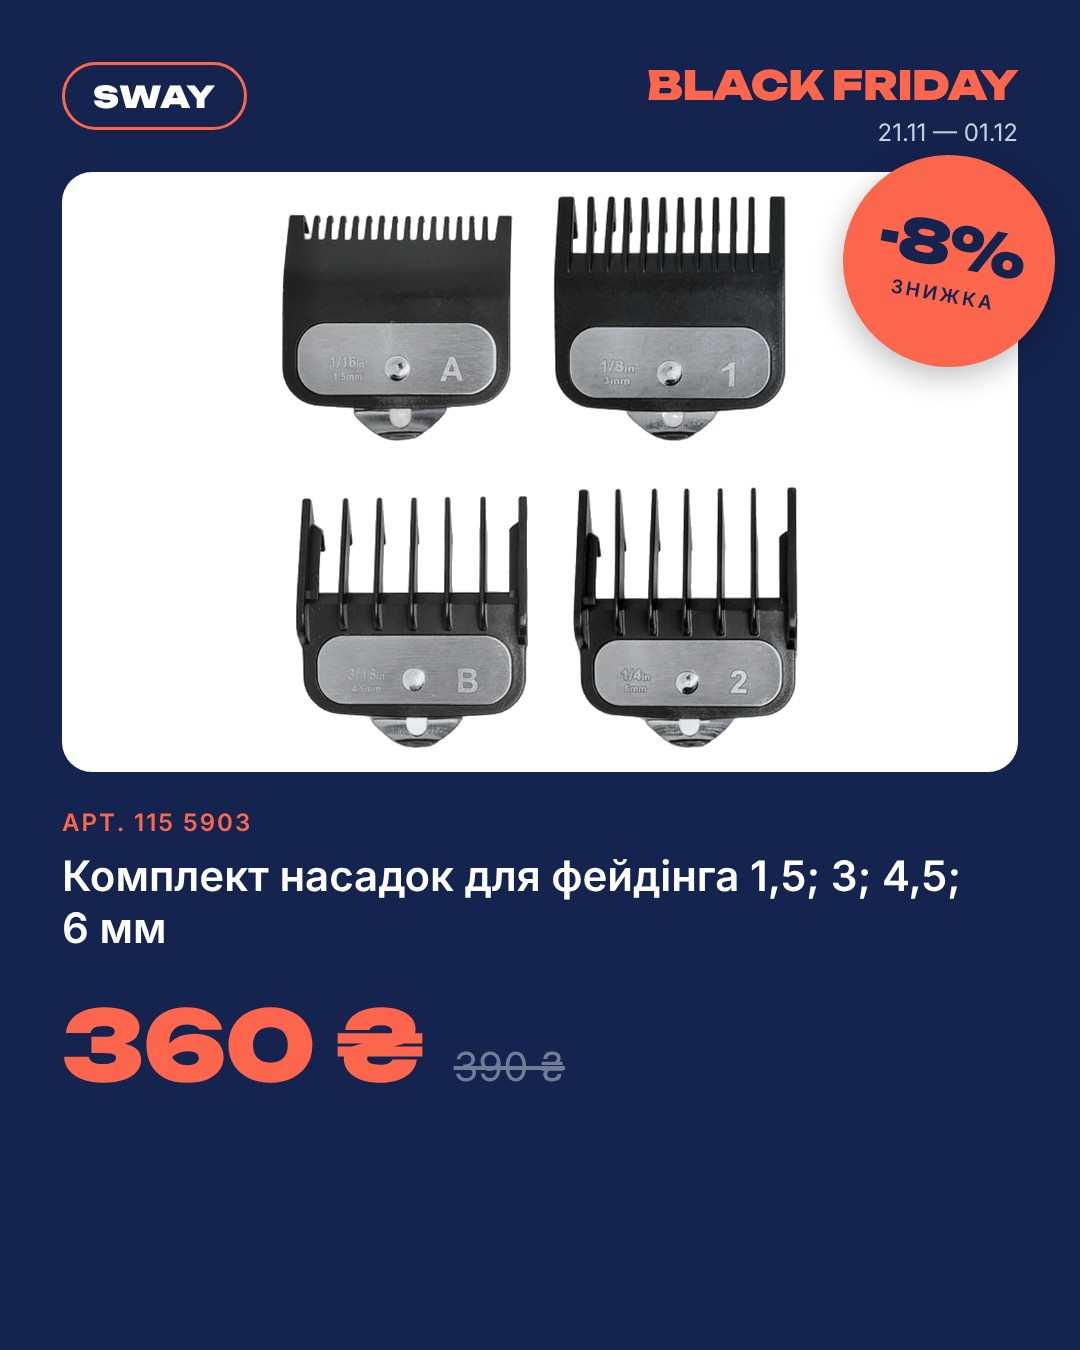 SWAY
BLACK FRIDAY
21.11 — 01.12
-8%
ЗНИЖКА
1/16in
1.5mm
A
1/8in
3mm
1
3/16in
4.5mm
B
1/4in
6mm
2
АРТ. 115 5903
Комплект насадок для фейдінга 1,5; 3; 4,5;
6 мм
360 ₴
390 ₴